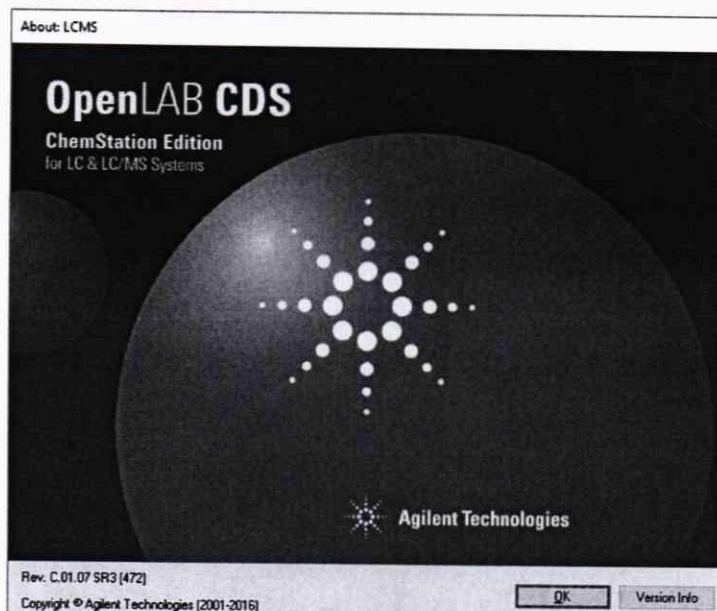 About: LCMS
OpenLAB CDS
ChemStation Edition
for LC & LC/MS Systems
Agilent Technologies
Rev. C.01.07 SR3 [472]
Copyright © Agilent Technologies [2001-2016]
OK
Version Info